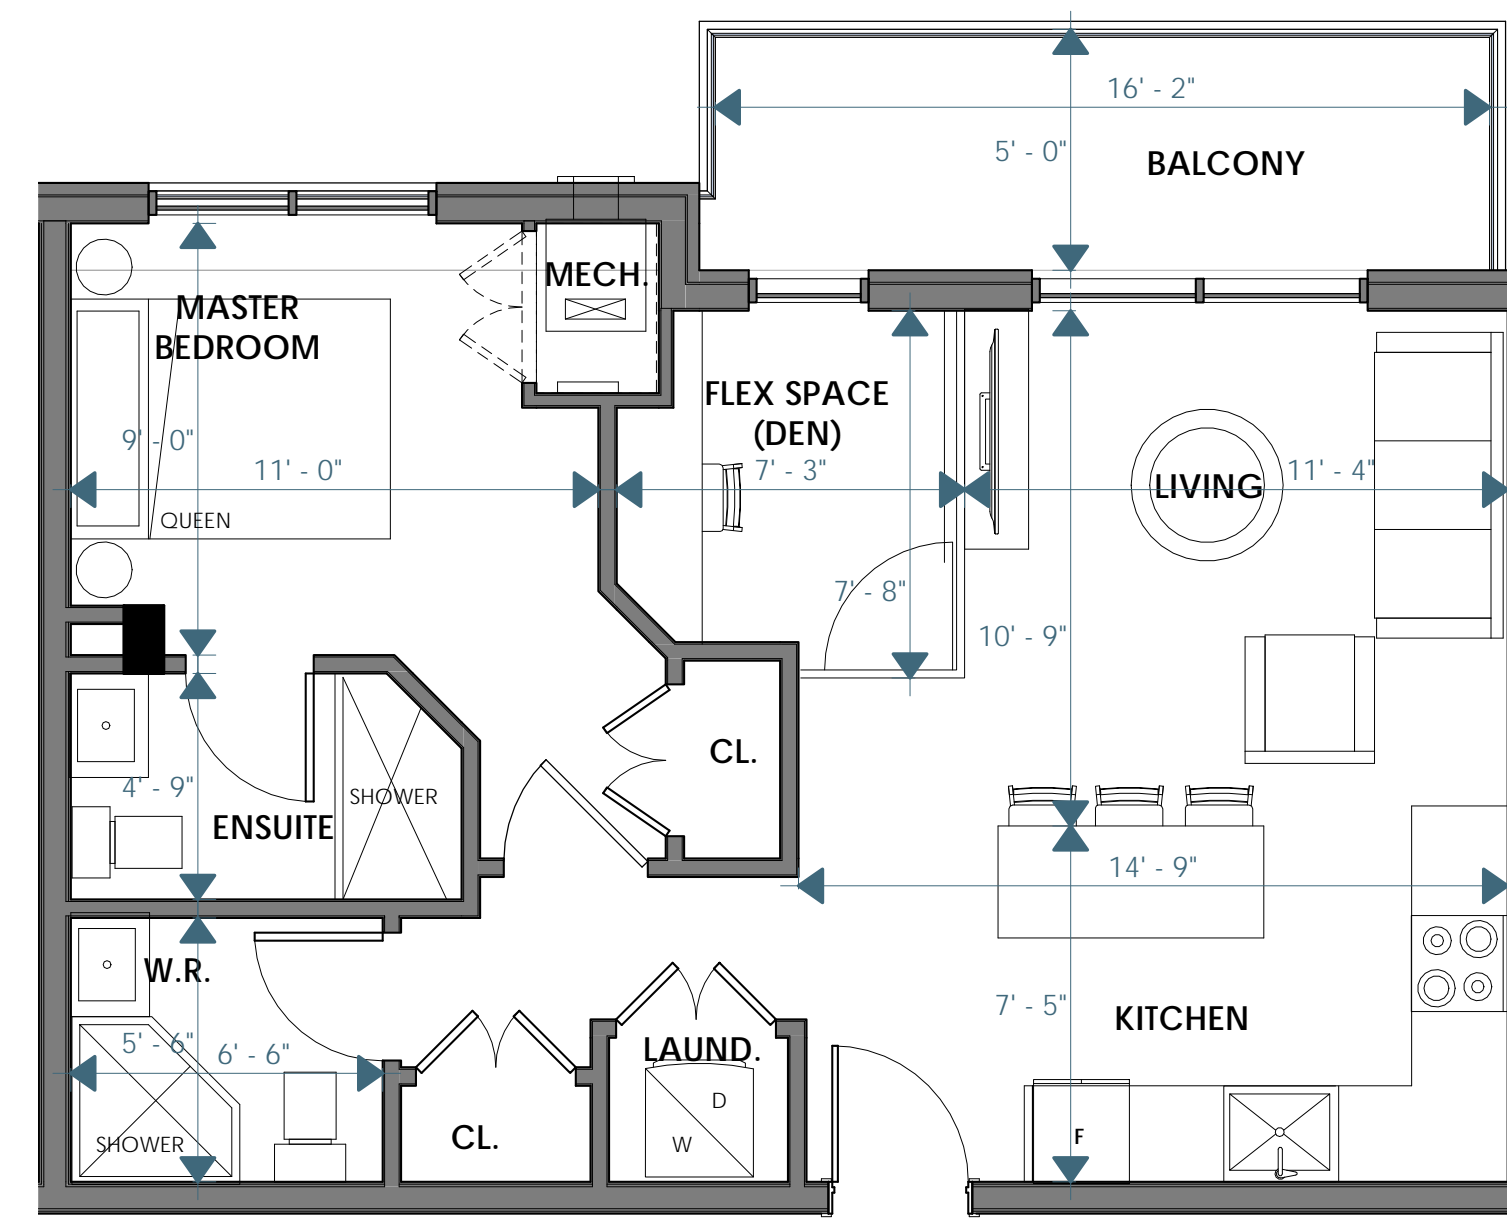 16' - 2"
5' - 0"
BALCONY
MECH.
MASTER
BEDROOM
9' - 0"
11' - 0"
QUEEN
FLEX SPACE
(DEN)
7' - 3"
7' - 8"
LIVING
11' - 4"
10' - 9"
CL.
4' - 9"
SHOWER
ENSUITE
14' - 9"
W.R.
5' - 6"
6' - 6"
SHOWER
CL.
LAUND.
D
W
7' - 5"
KITCHEN
F